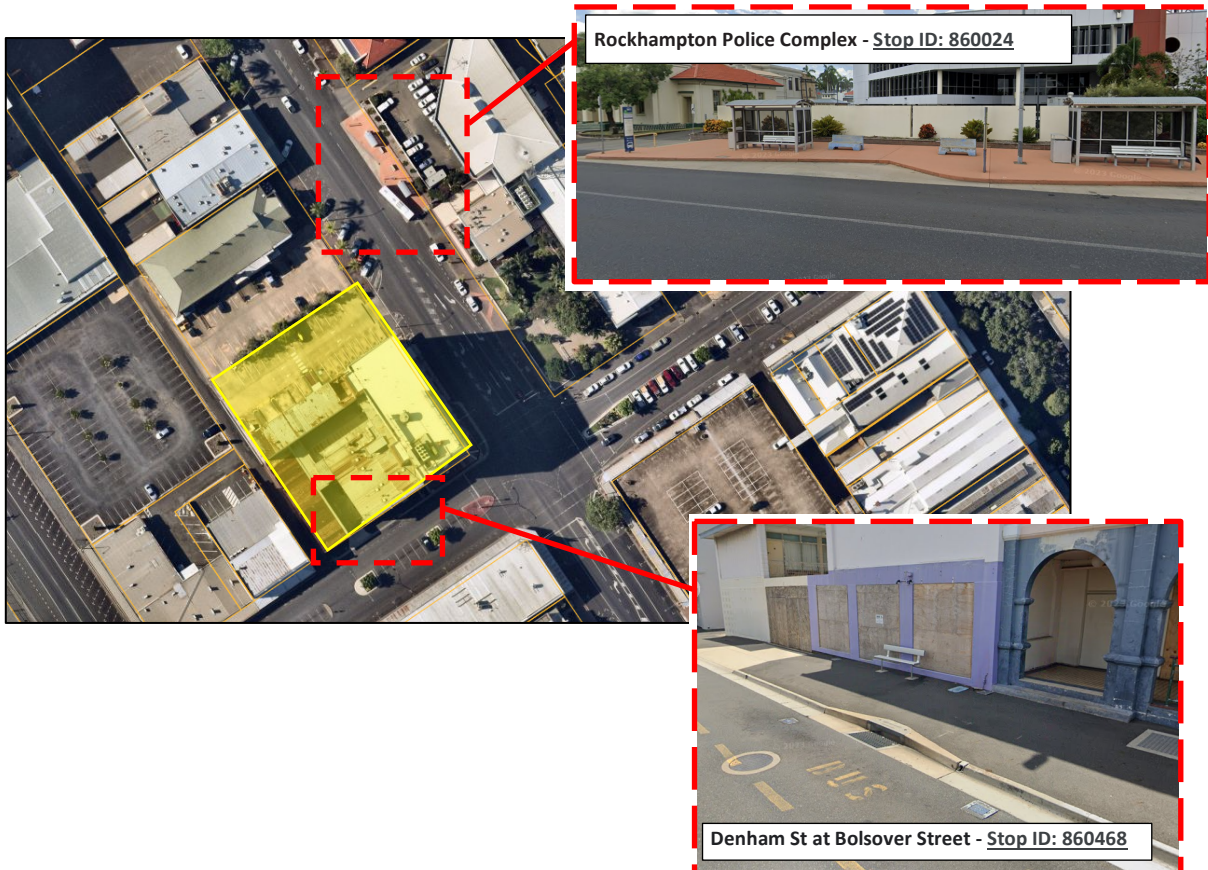 Rockhampton Police Complex - Stop ID: 860024
BUS
Denham St at Bolsover Street - Stop ID: 860468